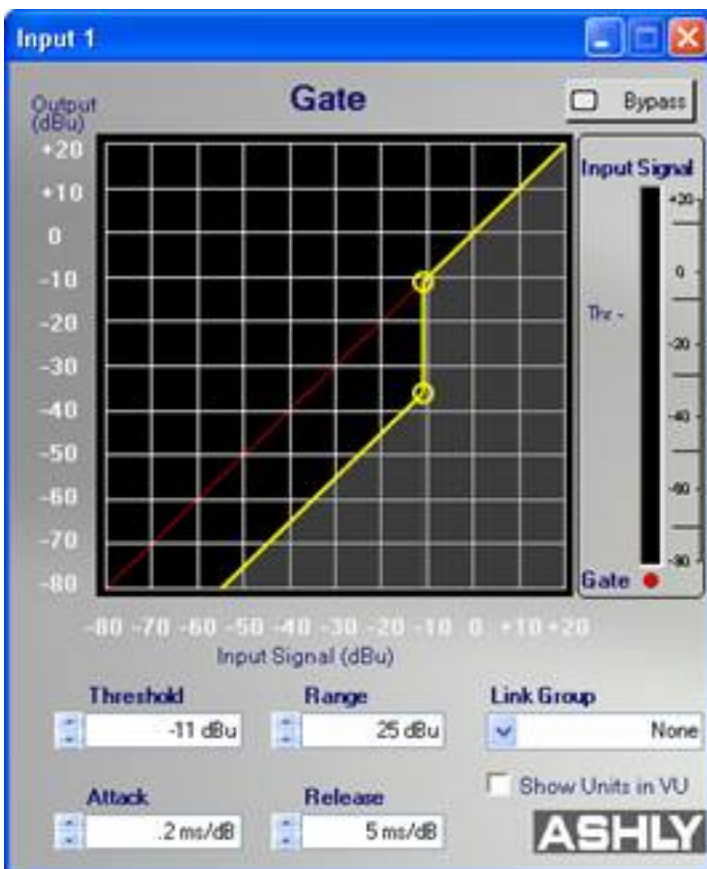 Input 1
Gate
Bypass
Output
(dBu)
+20
+10
0
-10
-20
-30
-40
-50
-60
-70
-80
-80 -70 -60 -50 -40 -30 -20 -10 0 +10 +20
Input Signal (dBu)
Input Signal
+20
0
Thr -
-20
-40
-60
-80
Gate
Threshold
-11 dBu
Range
25 dBu
Link Group
None
Attack
.2 ms/dB
Release
5 ms/dB
Show Units in VU
ASHLY